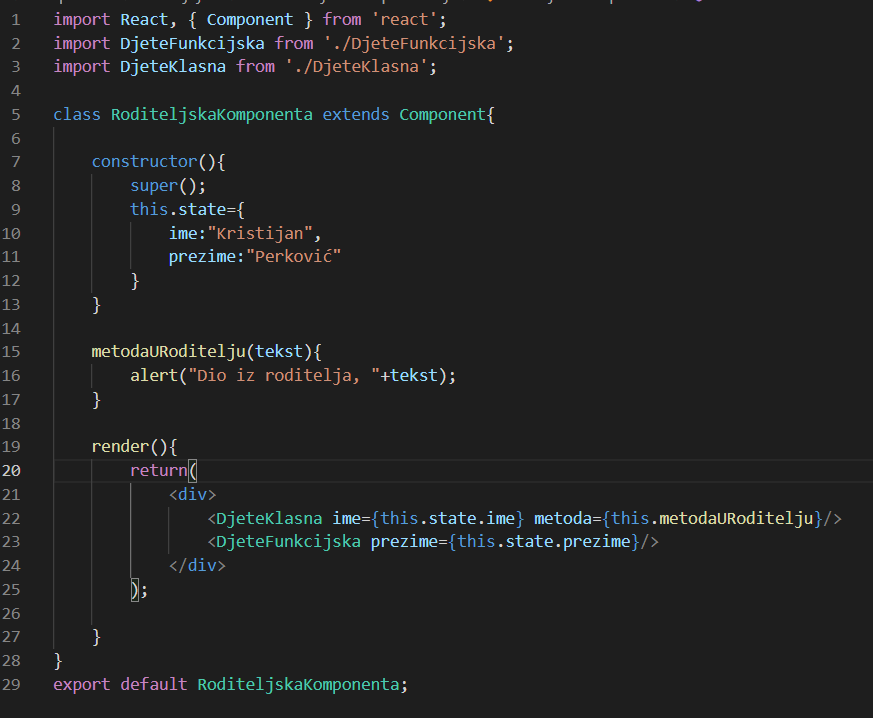 1 import React, { Component } from 'react';
2 import DjeteFunkcijska from './DjeteFunkcijska';
3 import DjeteKlasna from './DjeteKlasna';
4
5 class RoditeljskaKomponenta extends Component{
6
7     constructor(){
8         super();
9         this.state={
10             ime:"Kristijan",
11             prezime:"Perković"
12         }
13     }
14
15     metodaURoditelju(tekst){
16         alert("Dio iz roditelja, "+tekst);
17     }
18
19     render(){
20         return(
21             <div>
22                 <DjeteKlasna ime={this.state.ime} metoda={this.metodaURoditelju}/>
23                 <DjeteFunkcijska prezime={this.state.prezime}/>
24             </div>
25         );
26
27     }
28 }
29 export default RoditeljskaKomponenta;